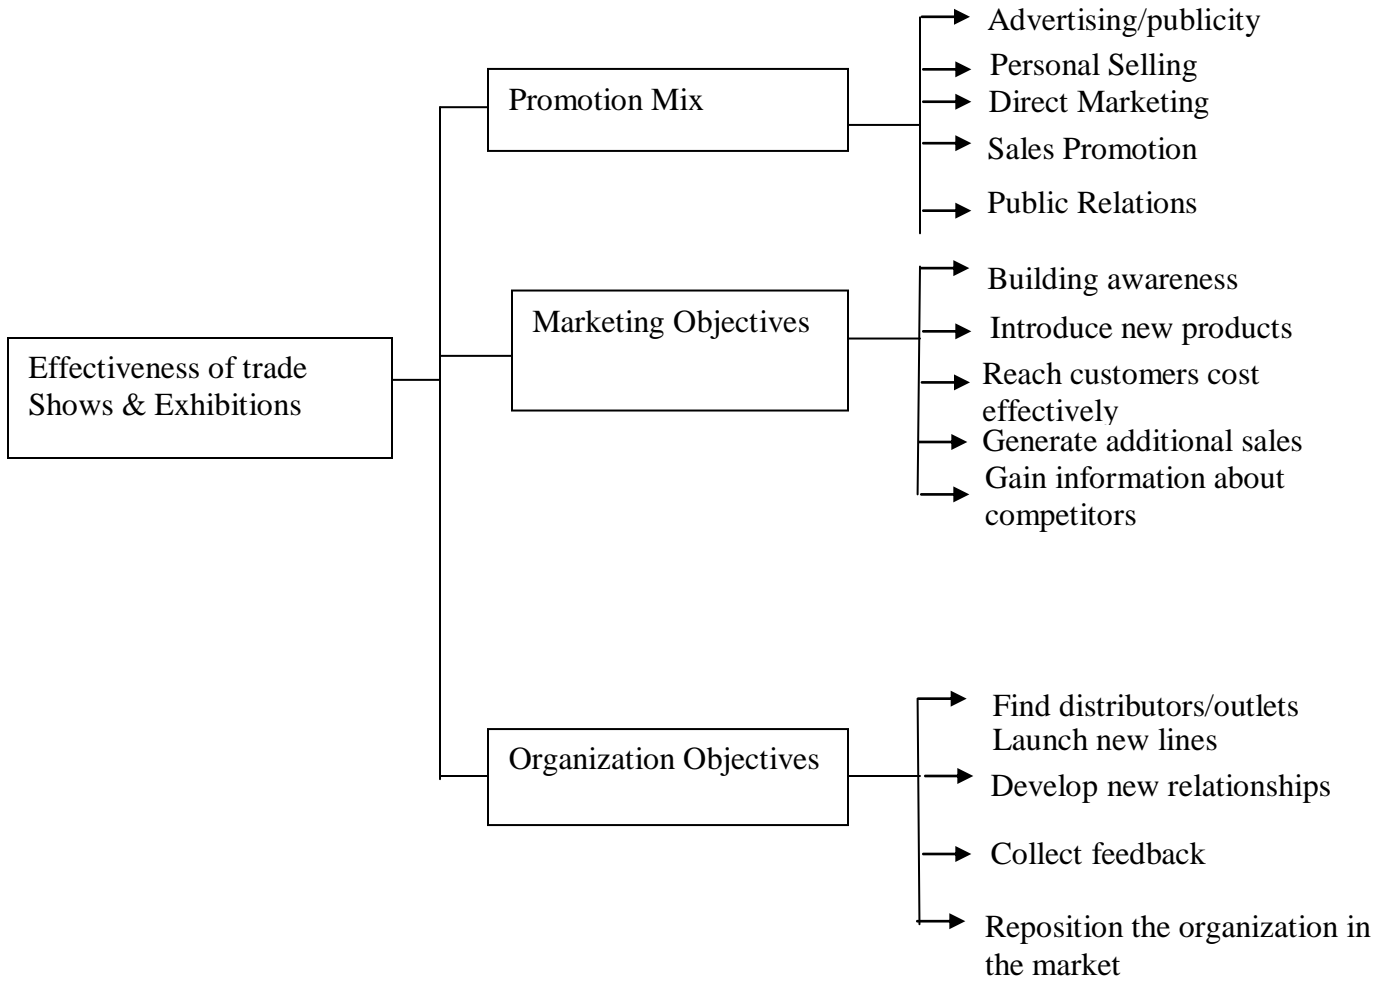 Advertising/publicity
Personal Selling
Promotion Mix
Direct Marketing
Sales Promotion
Public Relations
Building awareness
Marketing Objectives
Introduce new products
Effectiveness of trade
Shows & Exhibitions
Reach customers cost
effectively
Generate additional sales
Gain information about
competitors
Find distributors/outlets
Launch new lines
Organization Objectives
Develop new relationships
Collect feedback
Reposition the organization in
the market